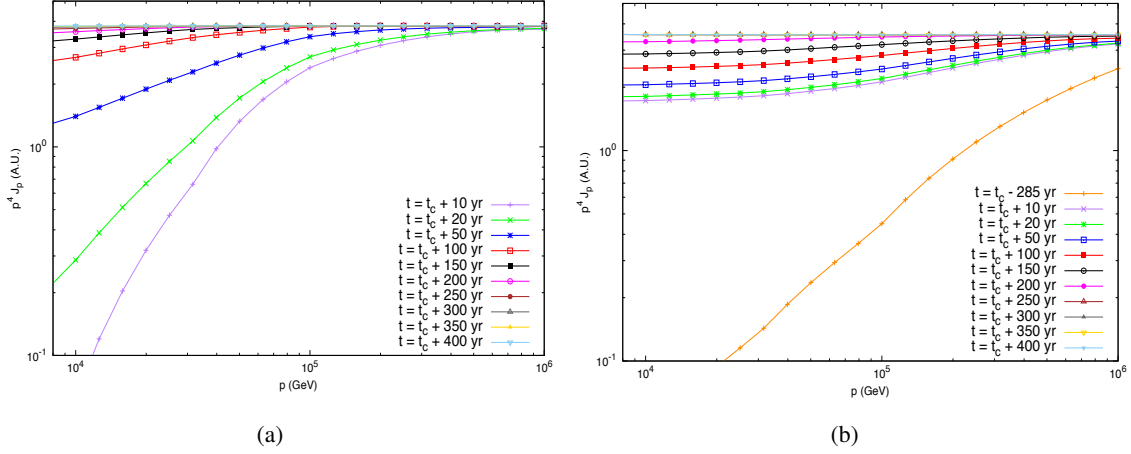 10^0
10^-1
10^4
10^5
10^6
p^4 J_p (A.U.)
p (GeV)
t = t_c + 10 yr
t = t_c + 20 yr
t = t_c + 50 yr
t = t_c + 100 yr
t = t_c + 150 yr
t = t_c + 200 yr
t = t_c + 250 yr
t = t_c + 300 yr
t = t_c + 350 yr
t = t_c + 400 yr
(a)
10^0
10^-1
10^4
10^5
10^6
p^4 J_p (A.U.)
p (GeV)
t = t_c - 285 yr
t = t_c + 10 yr
t = t_c + 20 yr
t = t_c + 50 yr
t = t_c + 100 yr
t = t_c + 150 yr
t = t_c + 200 yr
t = t_c + 250 yr
t = t_c + 300 yr
t = t_c + 350 yr
t = t_c + 400 yr
(b)